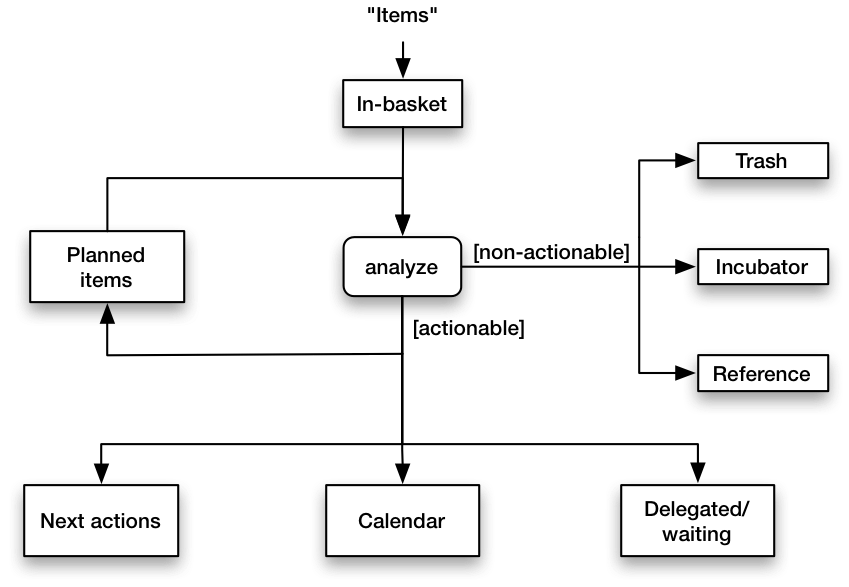 "Items"
In-basket
Trash
Planned
items
analyze
[non-actionable]
Incubator
[actionable]
Reference
Next actions
Calendar
Delegated/
waiting